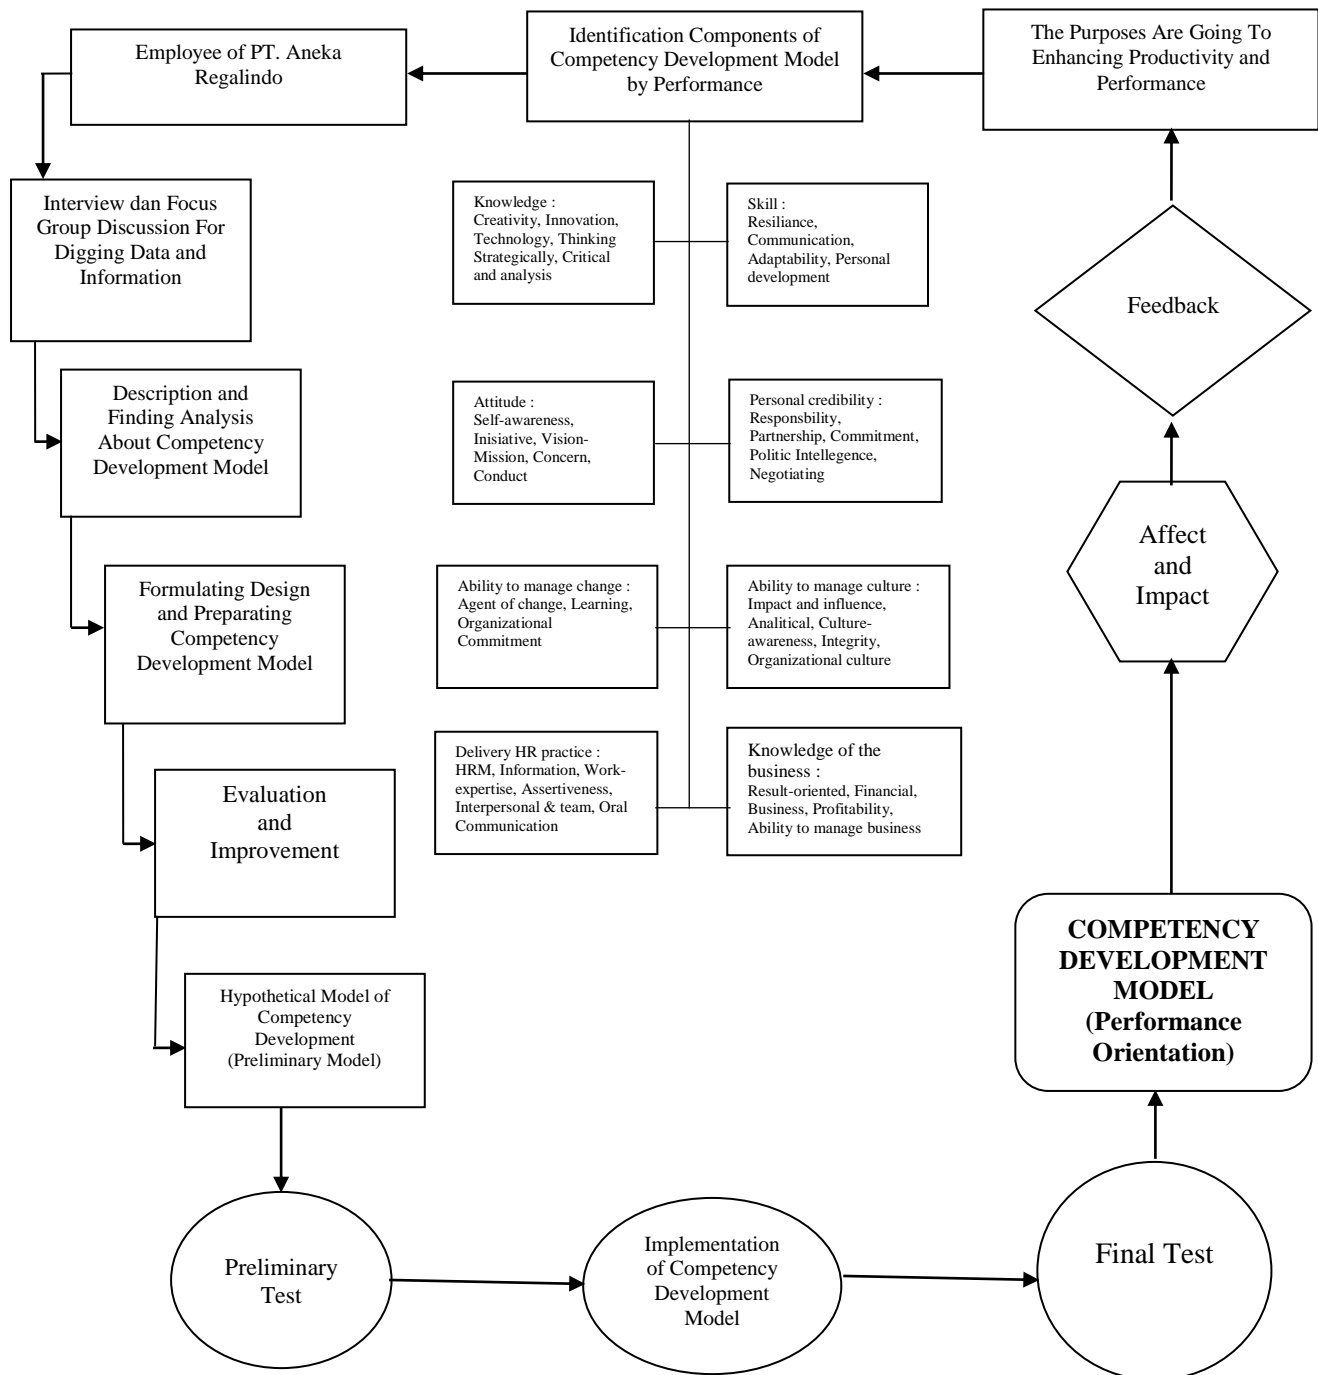 Employee of PT. Aneka
Regalindo
Identification Components of
Competency Development Model
by Performance
The Purposes Are Going To
Enhancing Productivity and
Performance
Interview dan Focus
Group Discussion For
Digging Data and
Information
Knowledge :
Creativity, Innovation,
Technology, Thinking
Strategically, Critical
and analysis
Skill :
Resiliance,
Communication,
Adaptability, Personal
development
Feedback
Description and
Finding Analysis
About Competency
Development Model
Attitude :
Self-awareness,
Inisiative, Vision-
Mission, Concern,
Conduct
Personal credibility :
Responsbility,
Partnership, Commitment,
Politic Intellegence,
Negotiating
Affect
and
Impact
Formulating Design
and Preparating
Competency
Development Model
Ability to manage change :
Agent of change, Learning,
Organizational
Commitment
Ability to manage culture :
Impact and influence,
Analitical, Culture-
awareness, Integrity,
Organizational culture
Evaluation
and
Improvement
Delivery HR practice :
HRM, Information, Work-
expertise, Assertiveness,
Interpersonal & team, Oral
Communication
Knowledge of the
business :
Result-oriented, Financial,
Business, Profitability,
Ability to manage business
COMPETENCY
DEVELOPMENT
MODEL
(Performance
Orientation)
Hypothetical Model of
Competency
Development
(Preliminary Model)
Preliminary
Test
Implementation
of Competency
Development
Model
Final Test